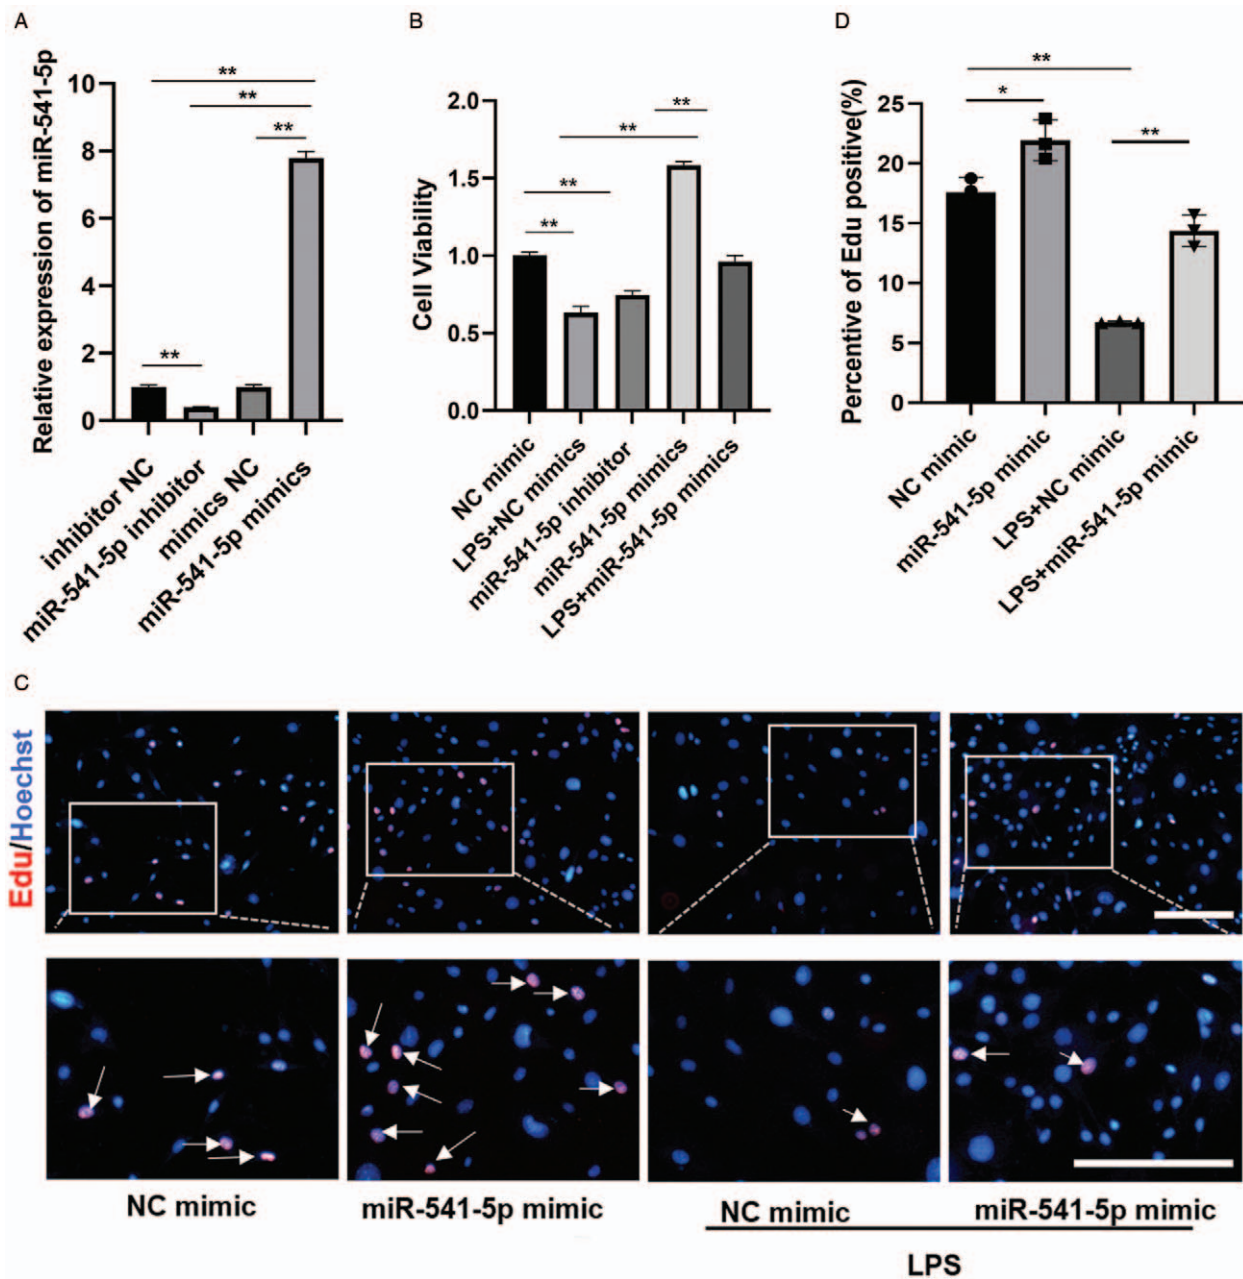 A
Relative expression of miR-541-5p
10
8
6
4
2
0
**
**
**
**
inhibitor NC
miR-541-5p inhibitor
mimics NC
miR-541-5p mimics
B
Cell Viability
2.0
1.5
1.0
0.5
0.0
**
**
**
**
NC mimic
LPS+NC mimics
miR-541-5p inhibitor
miR-541-5p mimics
LPS+miR-541-5p mimics
D
Percentive of Edu positive(%)
25
20
15
10
5
0
**
*
**
NC mimic
miR-541-5p mimic
LPS+NC mimic
LPS+miR-541-5p mimic
C
Edu/Hoechst
NC mimic
miR-541-5p mimic
NC mimic
miR-541-5p mimic
LPS